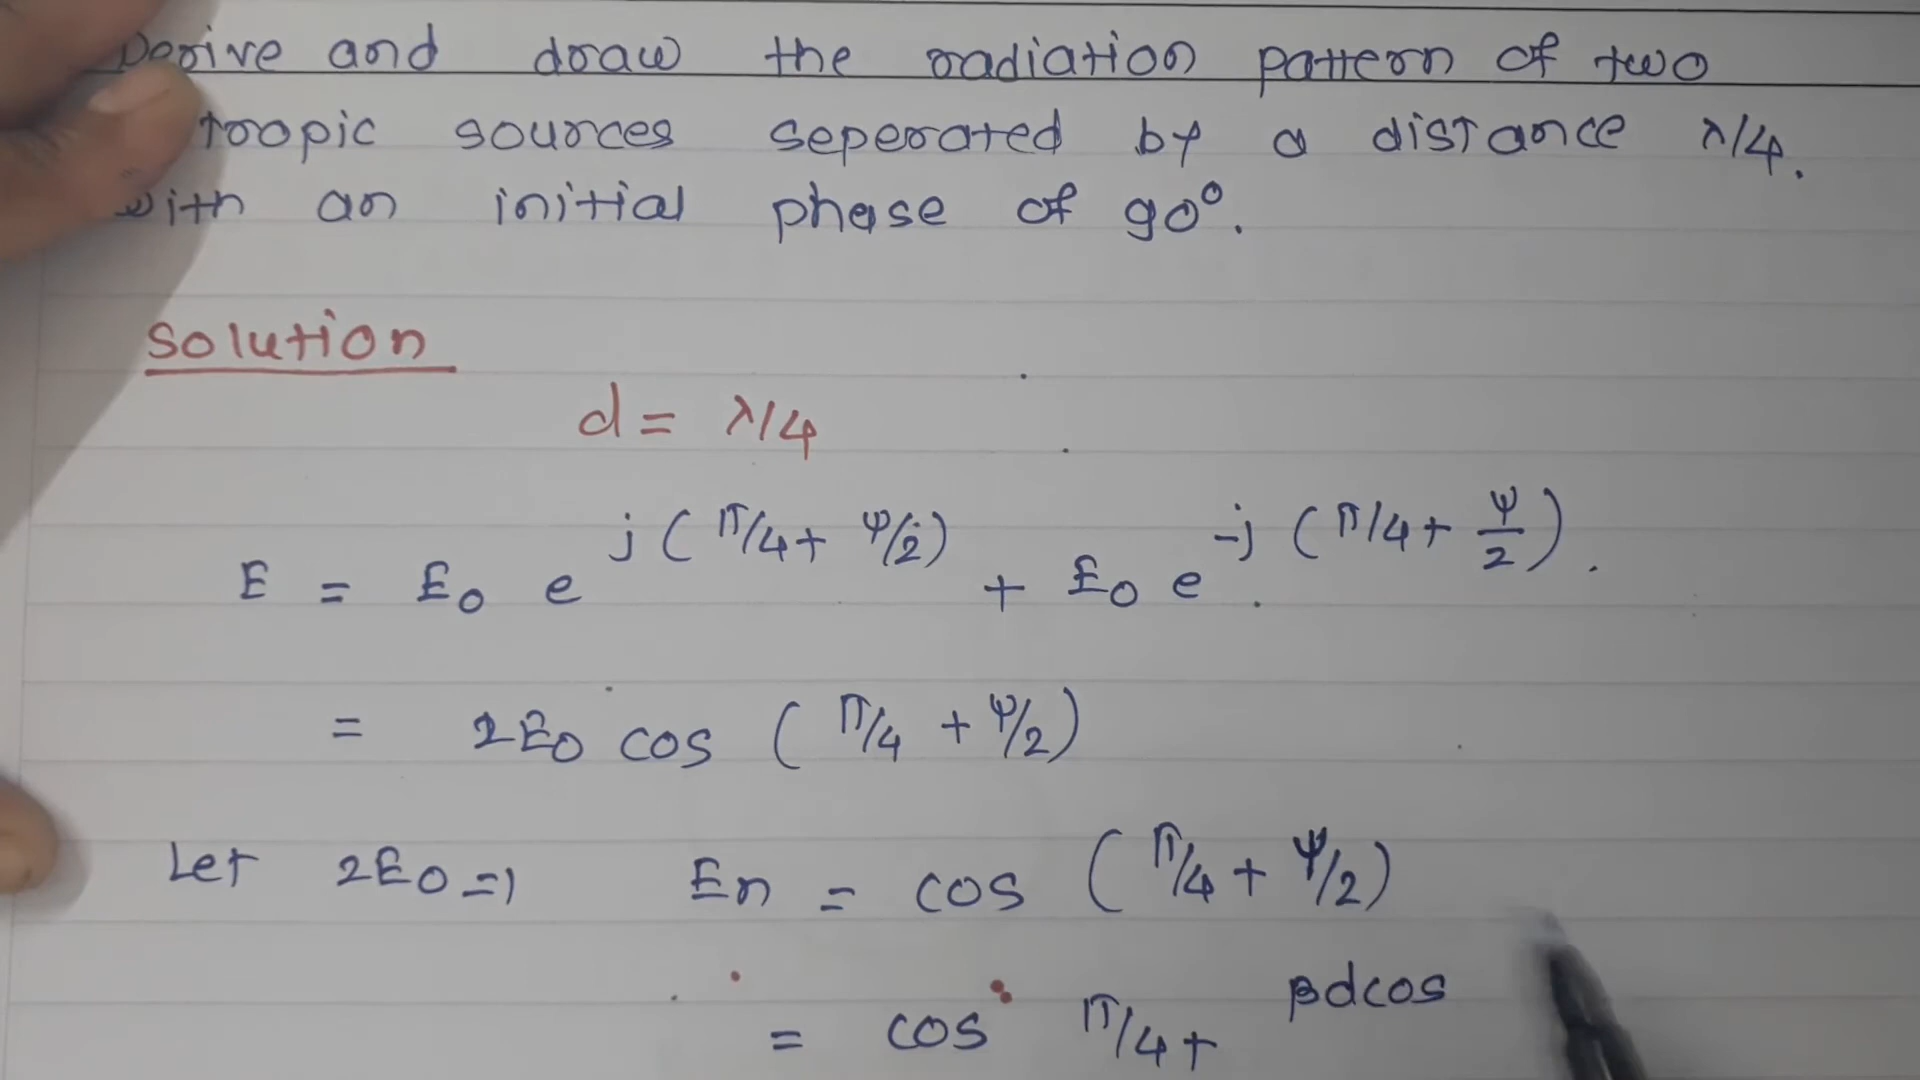 Derive and draw the radiation pattern of two
tropic sources seperated by a distance λ/4.
with an initial phase of 90°.
Solution
d = λ/4
E = E0 e^j(π/4 + ψ/2) + E0 e^-j(π/4 + ψ/2).
= 2E0 cos (π/4 + ψ/2)
Let 2E0=1 En = cos (π/4 + ψ/2)
= cos π/4 + βdcos